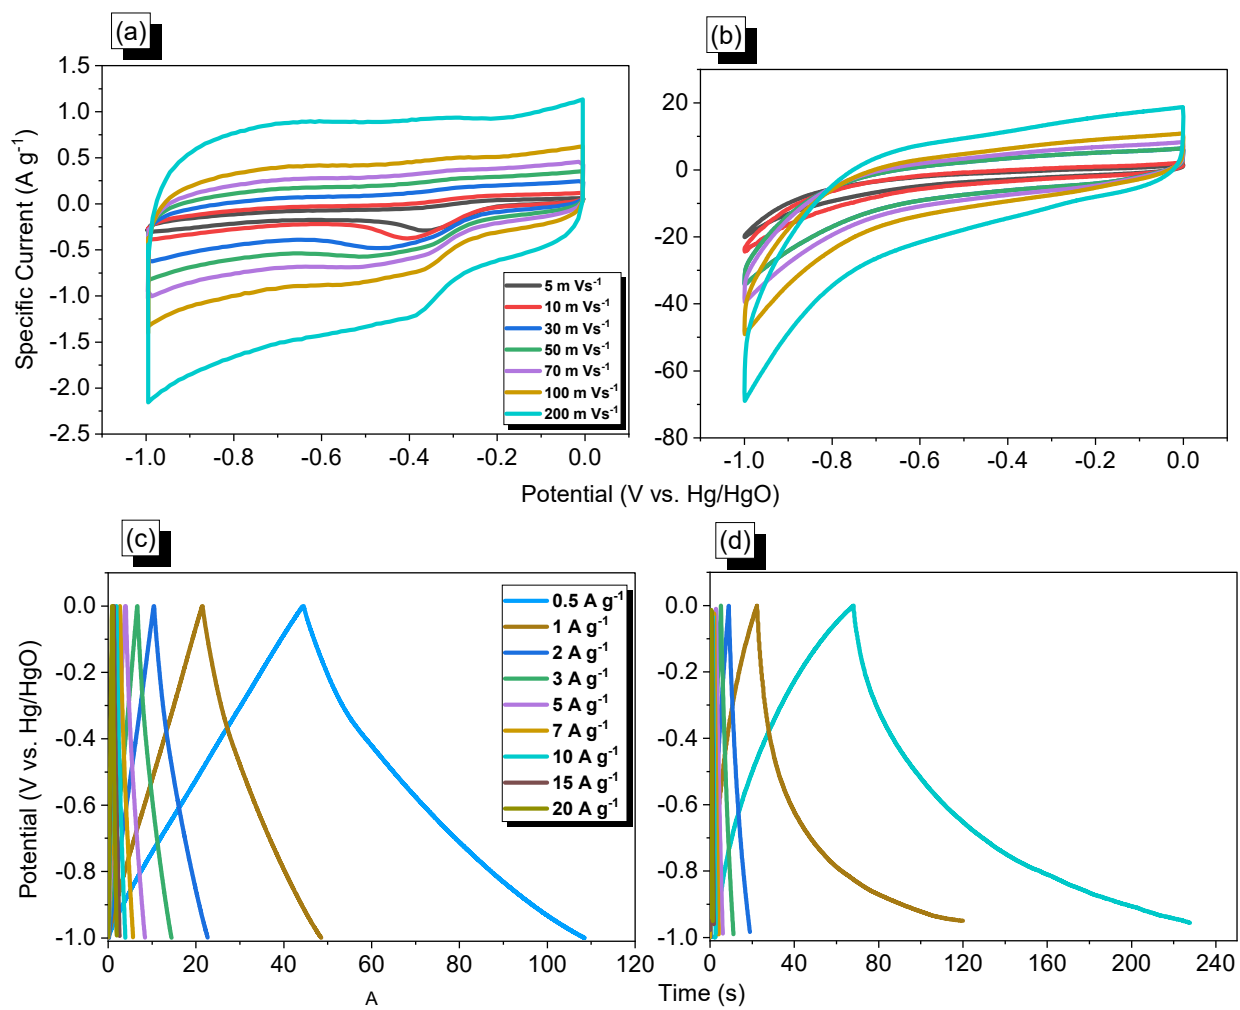 (a)
(b)
1.5
1.0
0.5
0.0
-0.5
-1.0
-1.5
-2.0
-2.5
Specific Current (A g-1)
5 m Vs-1
10 m Vs-1
30 m Vs-1
50 m Vs-1
70 m Vs-1
100 m Vs-1
200 m Vs-1
-1.0 -0.8 -0.6 -0.4 -0.2 0.0
20
0
-20
-40
-60
-80
-1.0 -0.8 -0.6 -0.4 -0.2 0.0
Potential (V vs. Hg/HgO)
(c)
(d)
0.0
-0.2
-0.4
-0.6
-0.8
-1.0
Potential (V vs. Hg/HgO)
0.5 A g-1
1 A g-1
2 A g-1
3 A g-1
5 A g-1
7 A g-1
10 A g-1
15 A g-1
20 A g-1
0 20 40 60 80 100 120
A
0.0
-0.2
-0.4
-0.6
-0.8
-1.0
0 40 80 120 160 200 240
Time (s)